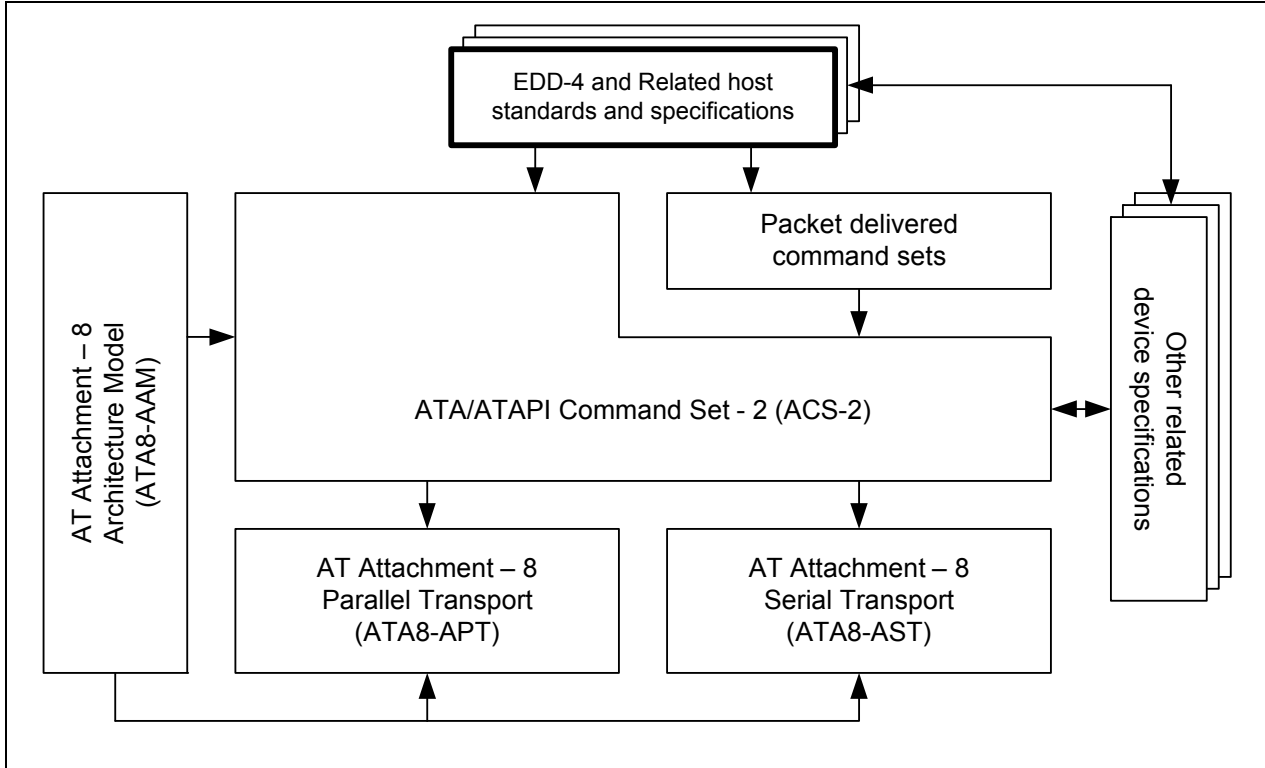 EDD-4 and Related host
standards and specifications
Packet delivered
command sets
AT Attachment – 8
Architecture Model
(ATA8-AAM)
Other related
device specifications
ATA/ATAPI Command Set - 2 (ACS-2)
AT Attachment – 8
Parallel Transport
(ATA8-APT)
AT Attachment – 8
Serial Transport
(ATA8-AST)